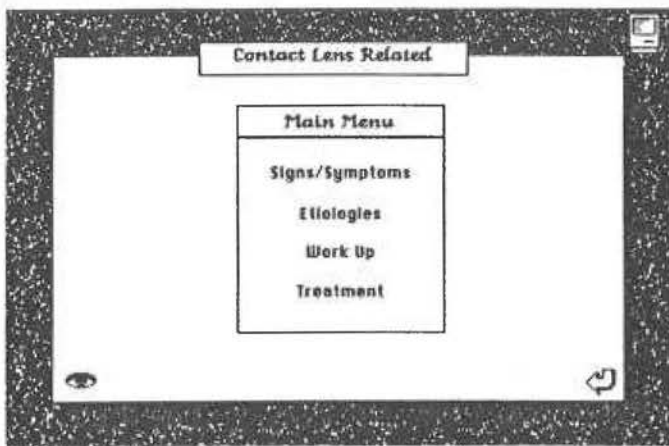 Contact Lens Related
Main Menu
Signs/Symptoms
Etiologies
Work Up
Treatment